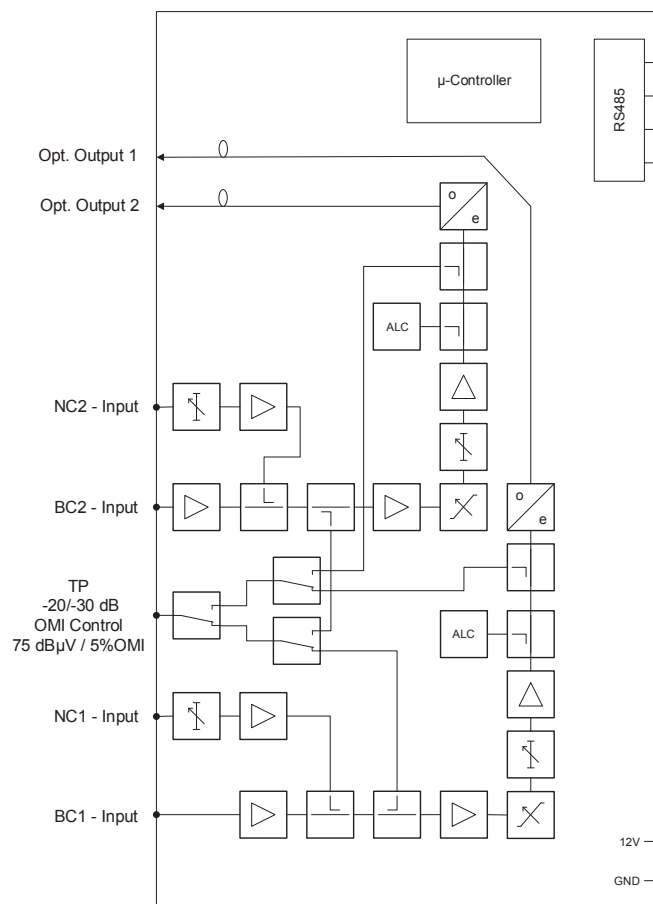 µ-Controller
RS485
Opt. Output 1
Opt. Output 2
o
e
ALC
NC2 - Input
BC2 - Input
o
e
TP
-20/-30 dB
OMI Control
75 dBµV / 5%OMI
ALC
NC1 - Input
BC1 - Input
12V
GND